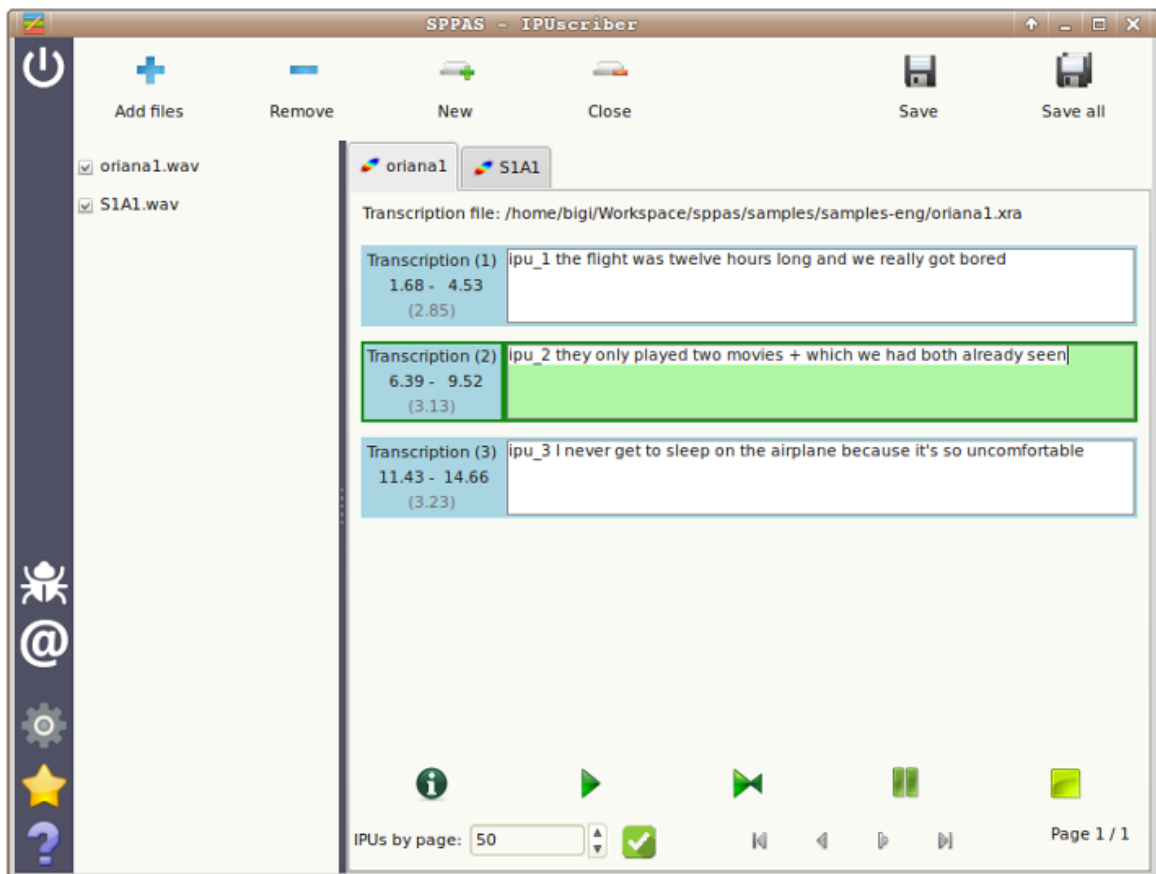 SPPAS - IPUscriber
Add files Remove New Close Save Save all
oriana1.wav
S1A1.wav
oriana1 S1A1
Transcription file: /home/bigi/Workspace/sppas/samples/samples-eng/oriana1.xra
Transcription (1) ipu_1 the flight was twelve hours long and we really got bored
1.68 - 4.53
(2.85)
Transcription (2) ipu_2 they only played two movies + which we had both already seen
6.39 - 9.52
(3.13)
Transcription (3) ipu_3 I never get to sleep on the airplane because it's so uncomfortable
11.43 - 14.66
(3.23)
@
?
IPUs by page: 50 Page 1 / 1